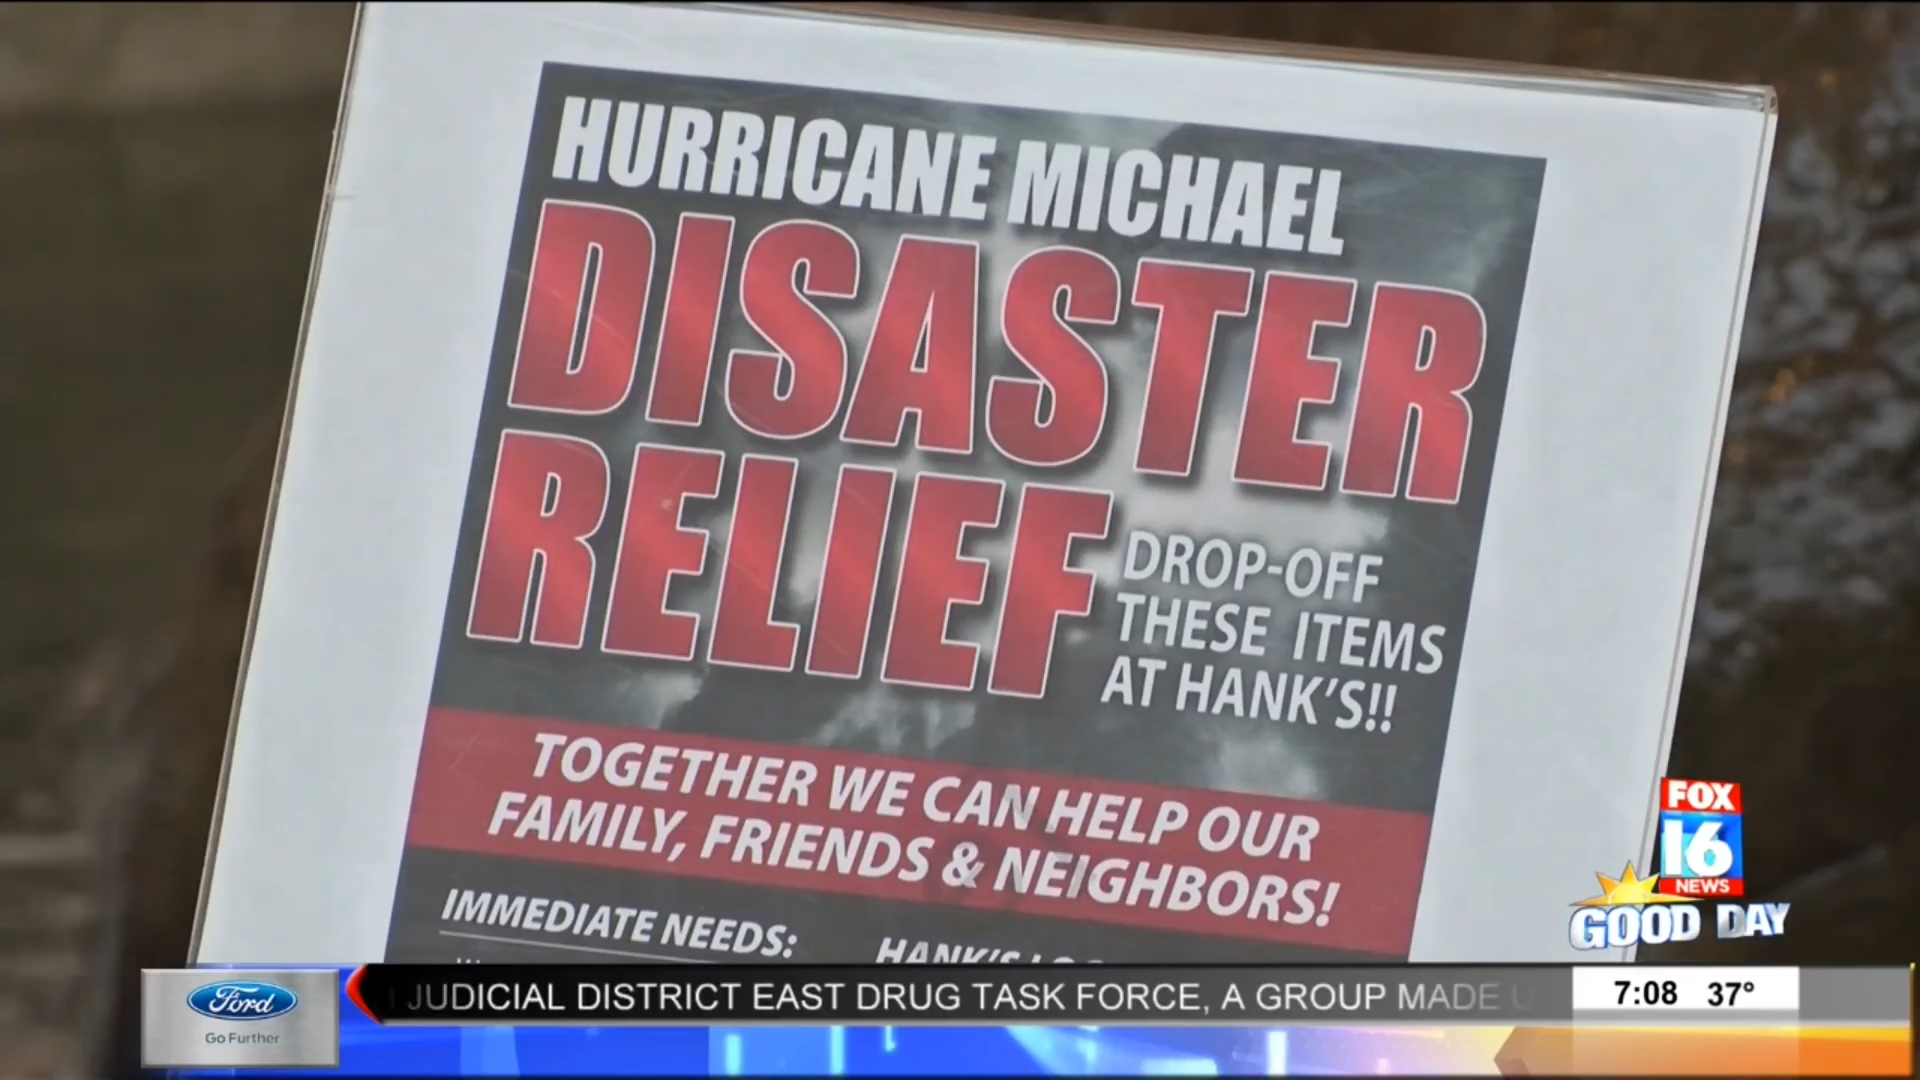 HURRICANE MICHAEL
DISASTER
RELIEF
DROP-OFF
THESE ITEMS
AT HANK'S!!
TOGETHER WE CAN HELP OUR
FAMILY, FRIENDS & NEIGHBORS!
IMMEDIATE NEEDS:
HANK'S
FOX
16
NEWS
GOOD DAY
Ford
Go Further
JUDICIAL DISTRICT EAST DRUG TASK FORCE, A GROUP MADE
7:08 37°